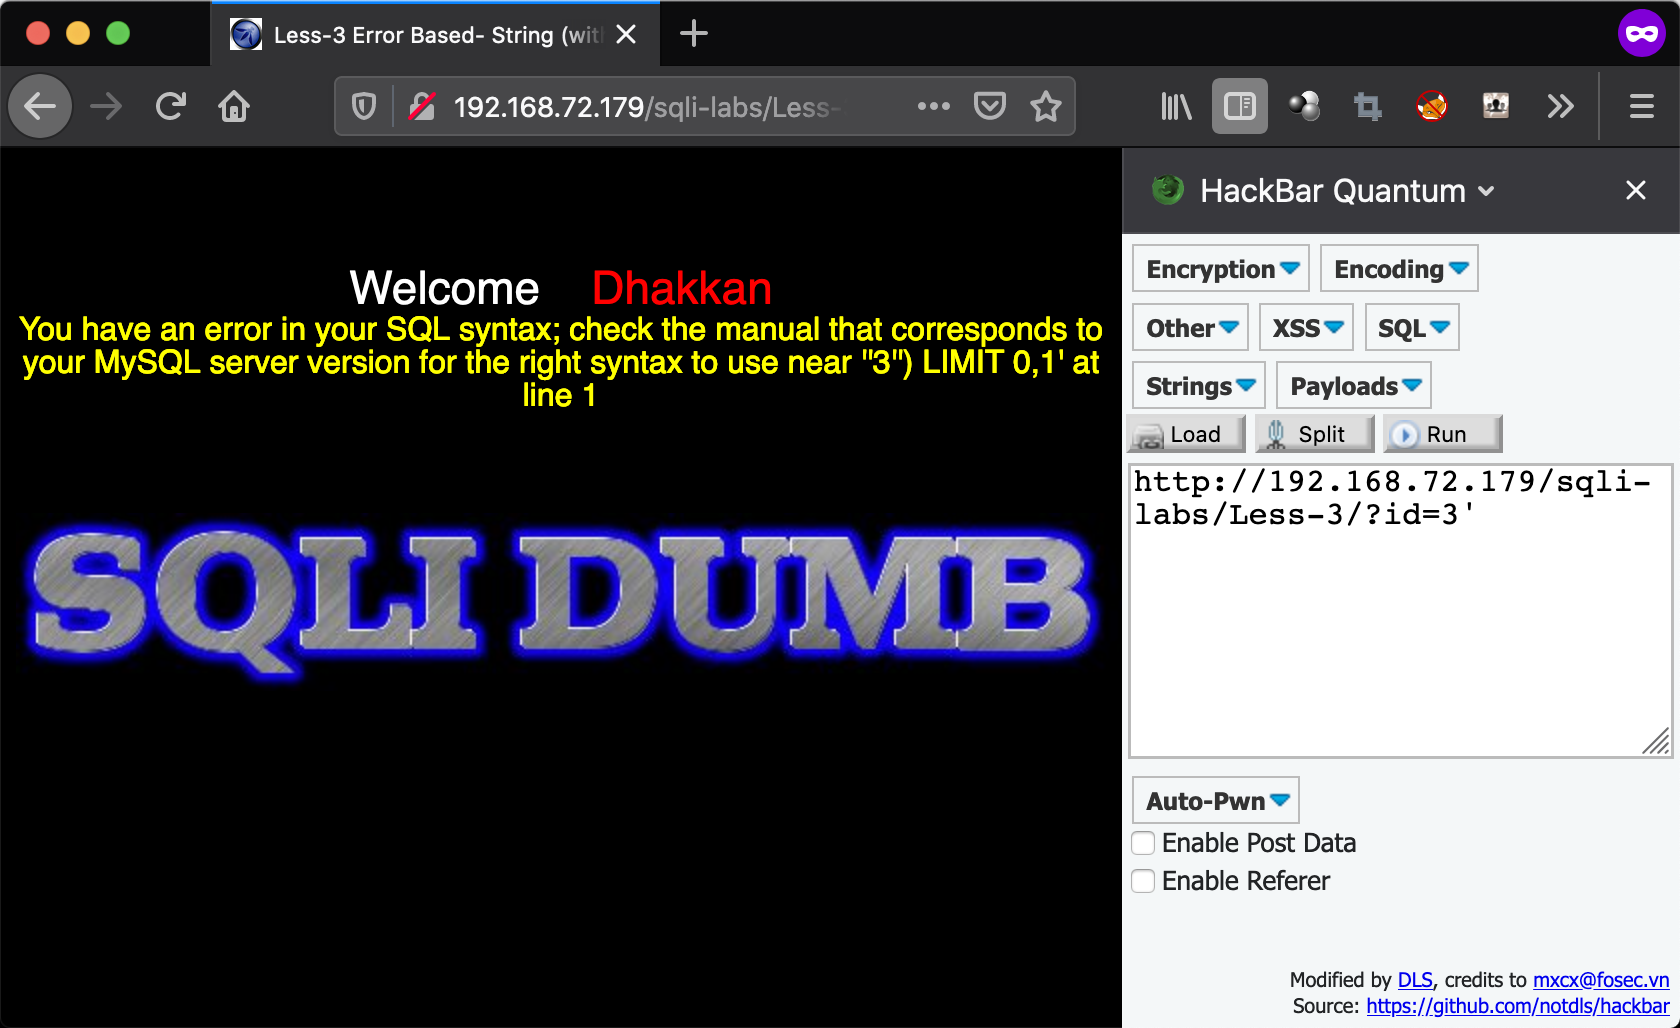 Less-3 Error Based- String (wit
192.168.72.179/sqli-labs/Less-
HackBar Quantum
Welcome Dhakkan
You have an error in your SQL syntax; check the manual that corresponds to
your MySQL server version for the right syntax to use near ''3'') LIMIT 0,1' at
line 1
SQLI DUMB
Encryption Encoding
Other XSS SQL
Strings Payloads
Load Split Run
http://192.168.72.179/sqli-
labs/Less-3/?id=3'
Auto-Pwn
Enable Post Data
Enable Referer
Modified by DLS, credits to mxcx@fosec.vn
Source: https://github.com/notdls/hackbar